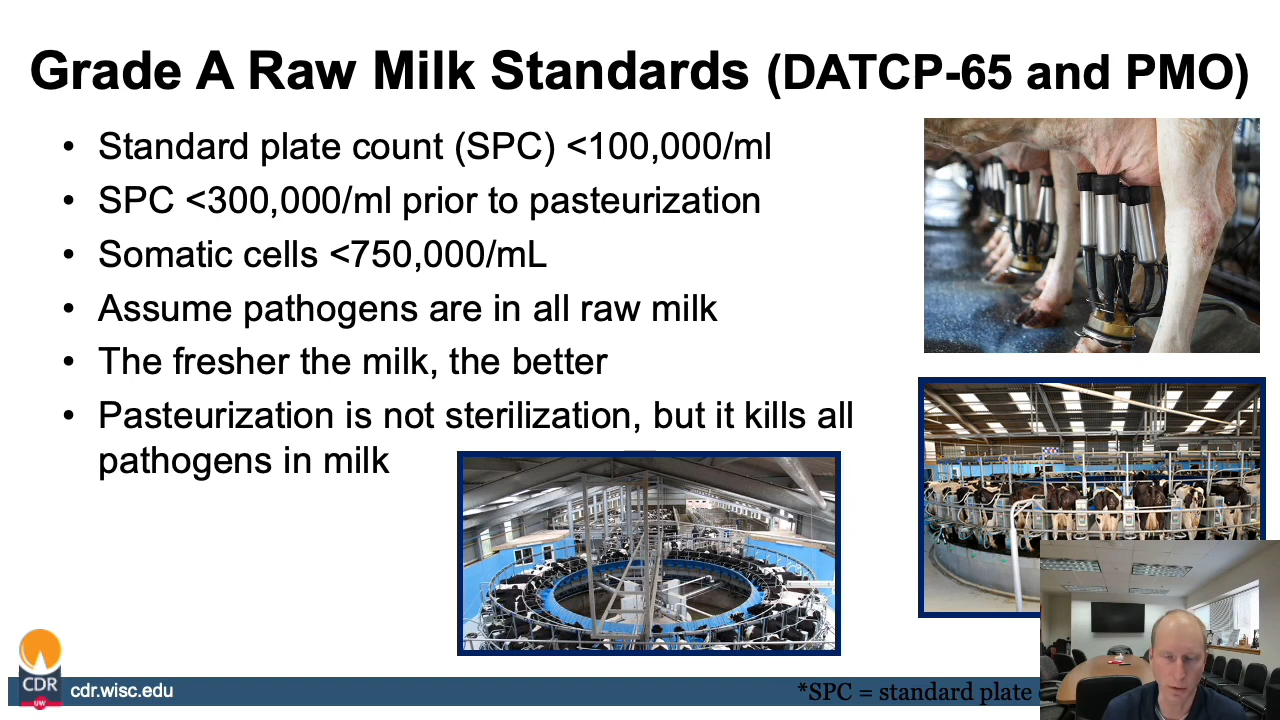 Grade A Raw Milk Standards (DATCP-65 and PMO)
• Standard plate count (SPC) <100,000/ml
• SPC <300,000/ml prior to pasteurization
• Somatic cells <750,000/mL
• Assume pathogens are in all raw milk
• The fresher the milk, the better
• Pasteurization is not sterilization, but it kills all
pathogens in milk
CDR
UW
cdr.wisc.edu
*SPC = standard plate